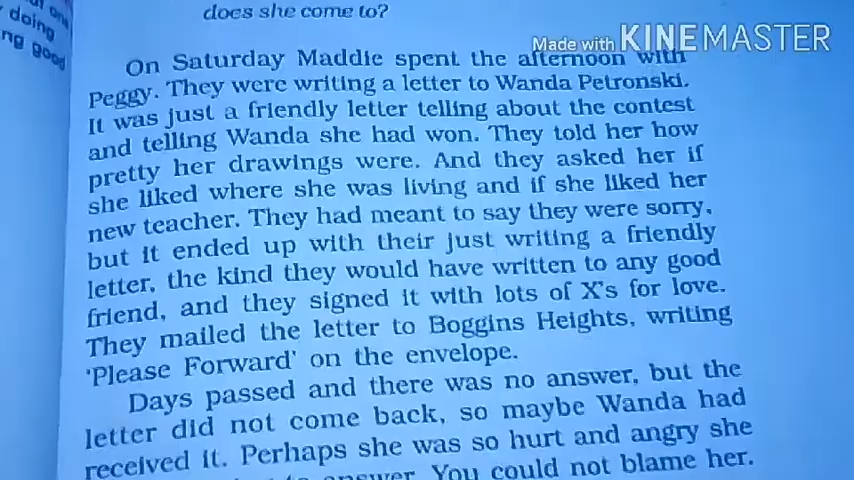 doing
ng good
does she come to?
Made with KINEMASTER
On Saturday Maddie spent the afternoon with
Peggy. They were writing a letter to Wanda Petronski.
It was just a friendly letter telling about the contest
and telling Wanda she had won. They told her how
pretty her drawings were. And they asked her if
she liked where she was living and if she liked her
new teacher. They had meant to say they were sorry,
but it ended up with their just writing a friendly
letter, the kind they would have written to any good
friend, and they signed it with lots of X's for love.
They mailed the letter to Boggins Heights, writing
'Please Forward' on the envelope.
Days passed and there was no answer, but the
letter did not come back, so maybe Wanda had
received it. Perhaps she was so hurt and angry she
answer. You could not blame her.